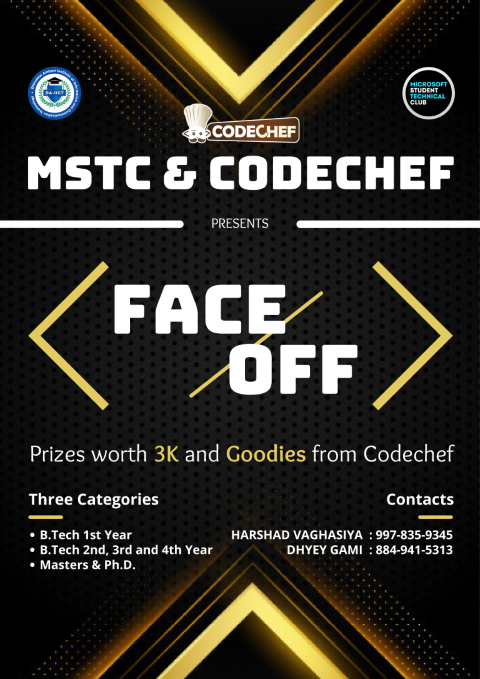 DA-IICT
MICROSOFT
STUDENT
TECHNICAL
CLUB
CODECHEF
MSTC & CODECHEF
PRESENTS
FACE
OFF
Prizes worth 3K and Goodies from Codechef
Three Categories
• B.Tech 1st Year
• B.Tech 2nd, 3rd and 4th Year
• Masters & Ph.D.
Contacts
HARSHAD VAGHASIYA : 997-835-9345
DHYEY GAMI : 884-941-5313